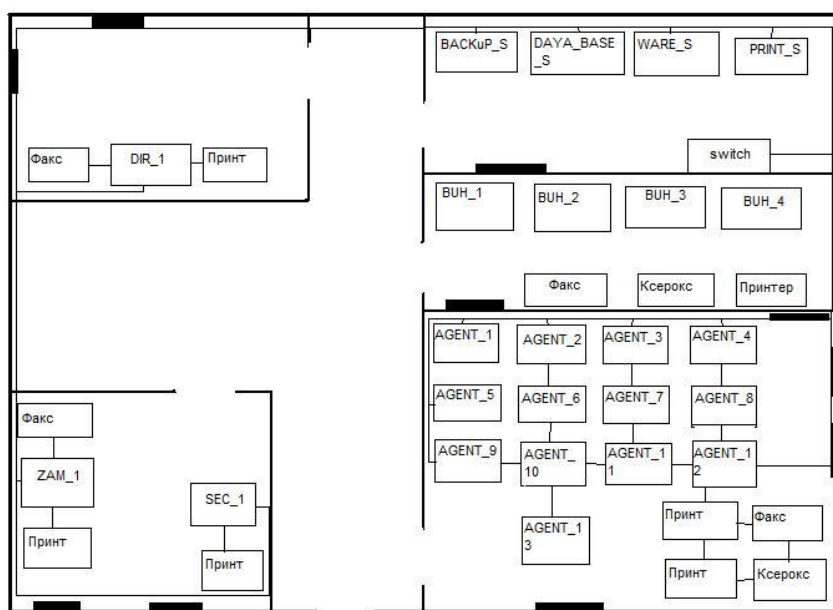 BACKuP_S
DAYA_BASE
_S
WARE_S
PRINT_S
Факс
DIR_1
Принт
switch
BUH_1
BUH_2
BUH_3
BUH_4
Факс
Ксерокс
Принтер
AGENT_1
AGENT_2
AGENT_3
AGENT_4
AGENT_5
AGENT_6
AGENT_7
AGENT_8
AGENT_9
AGENT_
10
AGENT_1
1
AGENT_1
2
AGENT_1
3
Факс
ZAM_1
Принт
SEC_1
Принт
Принт
Факс
Принт
Ксерокс